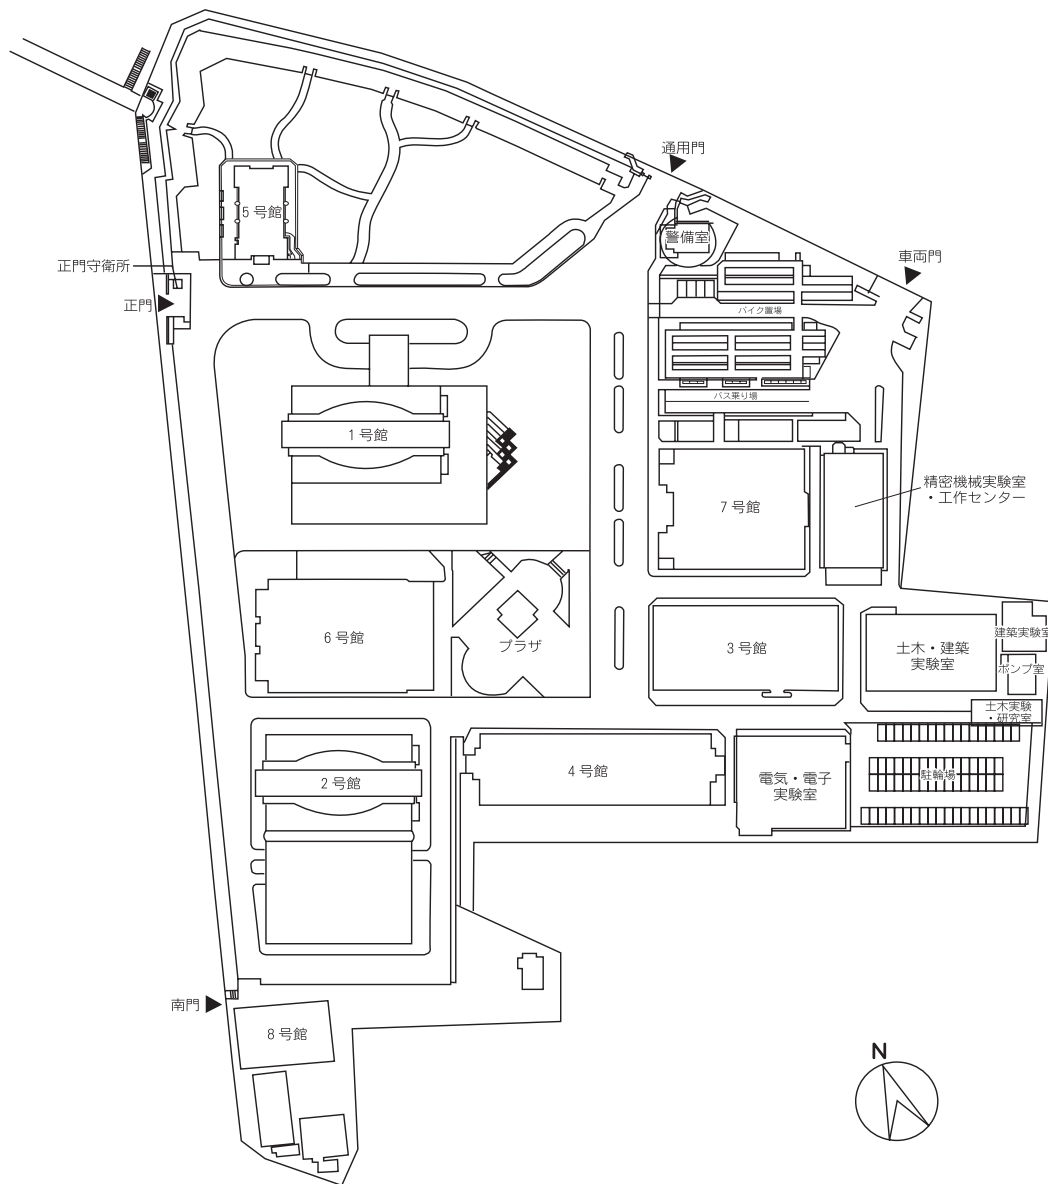 通用門
5 号館
警備室
車両門
正門守衛所
正門
バイク置場
バス乗り場
1 号館
精密機械実験室
・工作センター
7 号館
6 号館
プラザ
3 号館
土木・建築
実験室
建築実験室
ポンプ室
土木実験
・研究室
2 号館
4 号館
電気・電子
実験室
駐輪場
南門
8 号館
N